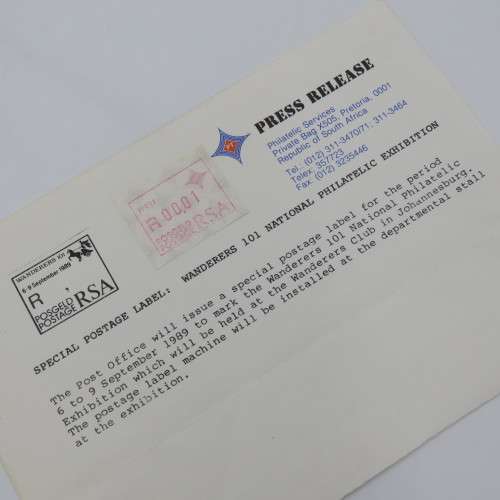 PRESS RELEASE
Philatelic Services
Private Bag X505, Pretoria, 0001
Republic of South Africa
Tel. (012) 311-3470/71; 311-3464
Telex 357723
Fax (012) 3235446
R 00,01
RSA
WANDERERS 101
6-9 September 1989
R ,
POSGELD
POSTAGE RSA
SPECIAL POSTAGE LABEL: WANDERERS 101 NATIONAL PHILATELIC EXHIBITION
The Post Office will issue a special postage label for the period
6 to 9 September 1989 to mark the Wanderers 101 National Philatelic
Exhibition which will be held at the Wanderers Club in Johannesburg.
The postage label machine will be installed at the departmental stall
at the exhibition.